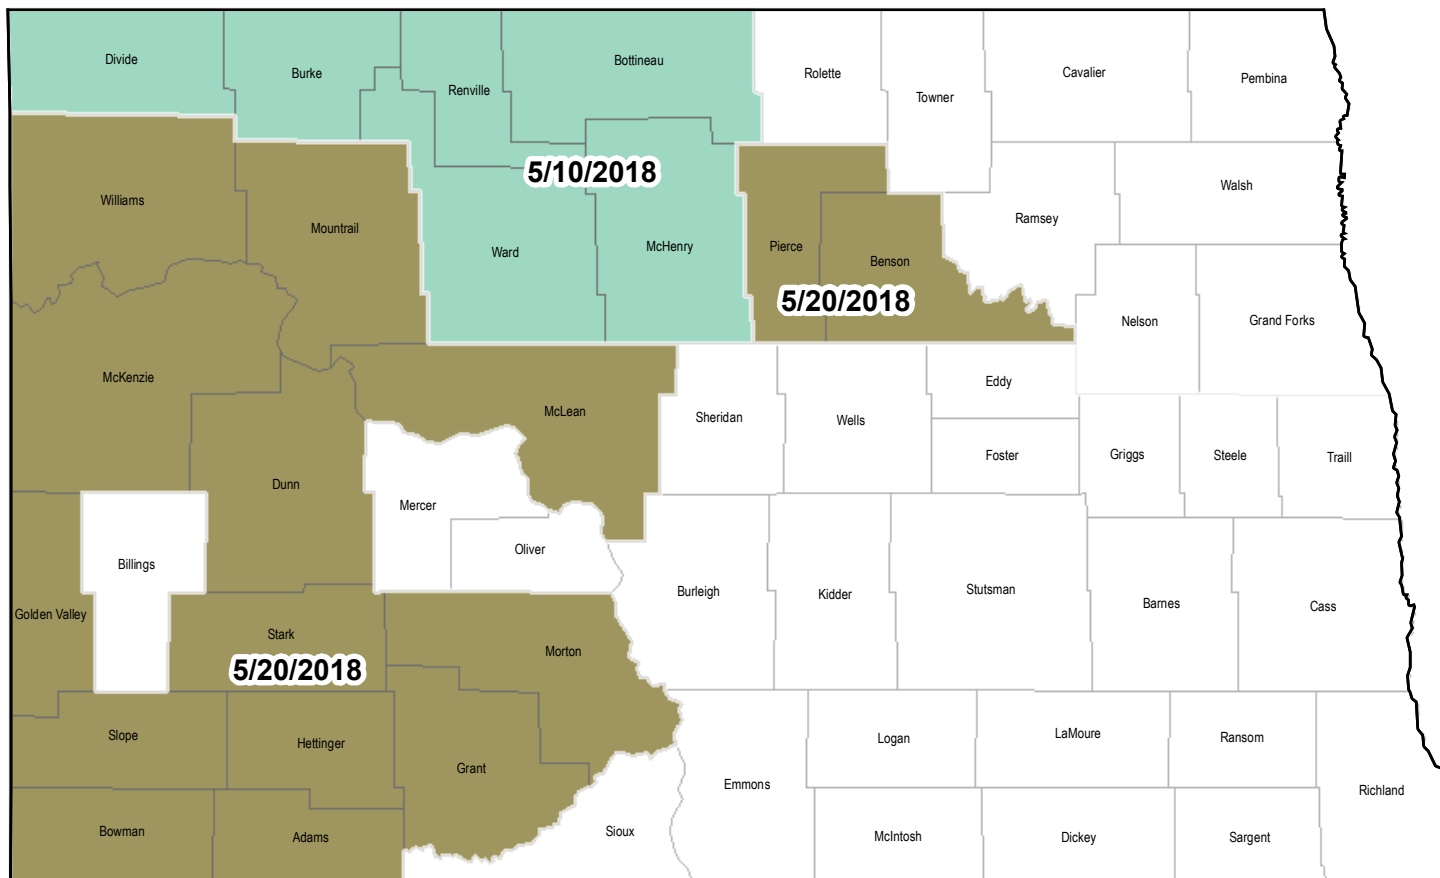 Divide
Burke
Renville
Bottineau
Rolette
Towner
Cavalier
Pembina
5/10/2018
Williams
Mountrail
Ward
McHenry
Pierce
Benson
Ramsey
Walsh
5/20/2018
Nelson
Grand Forks
McKenzie
McLean
Sheridan
Wells
Eddy
Foster
Griggs
Steele
Traill
Dunn
Mercer
Oliver
Billings
Golden Valley
Stark
5/20/2018
Morton
Burleigh
Kidder
Stutsman
Barnes
Cass
Slope
Hettinger
Grant
Emmons
Logan
LaMoure
Ransom
Richland
Bowman
Adams
Sioux
McIntosh
Dickey
Sargent